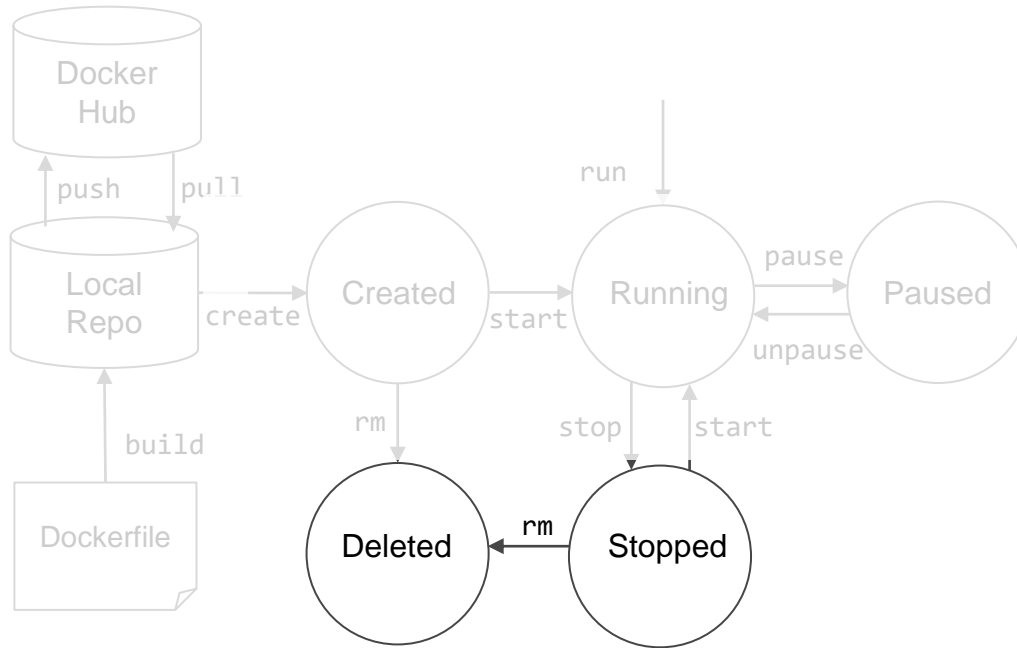 Docker
Hub
push
pull
run
Local
Repo
create
Created
start
Running
pause
unpause
Paused
build
rm
stop
start
Dockerfile
Deleted
rm
Stopped